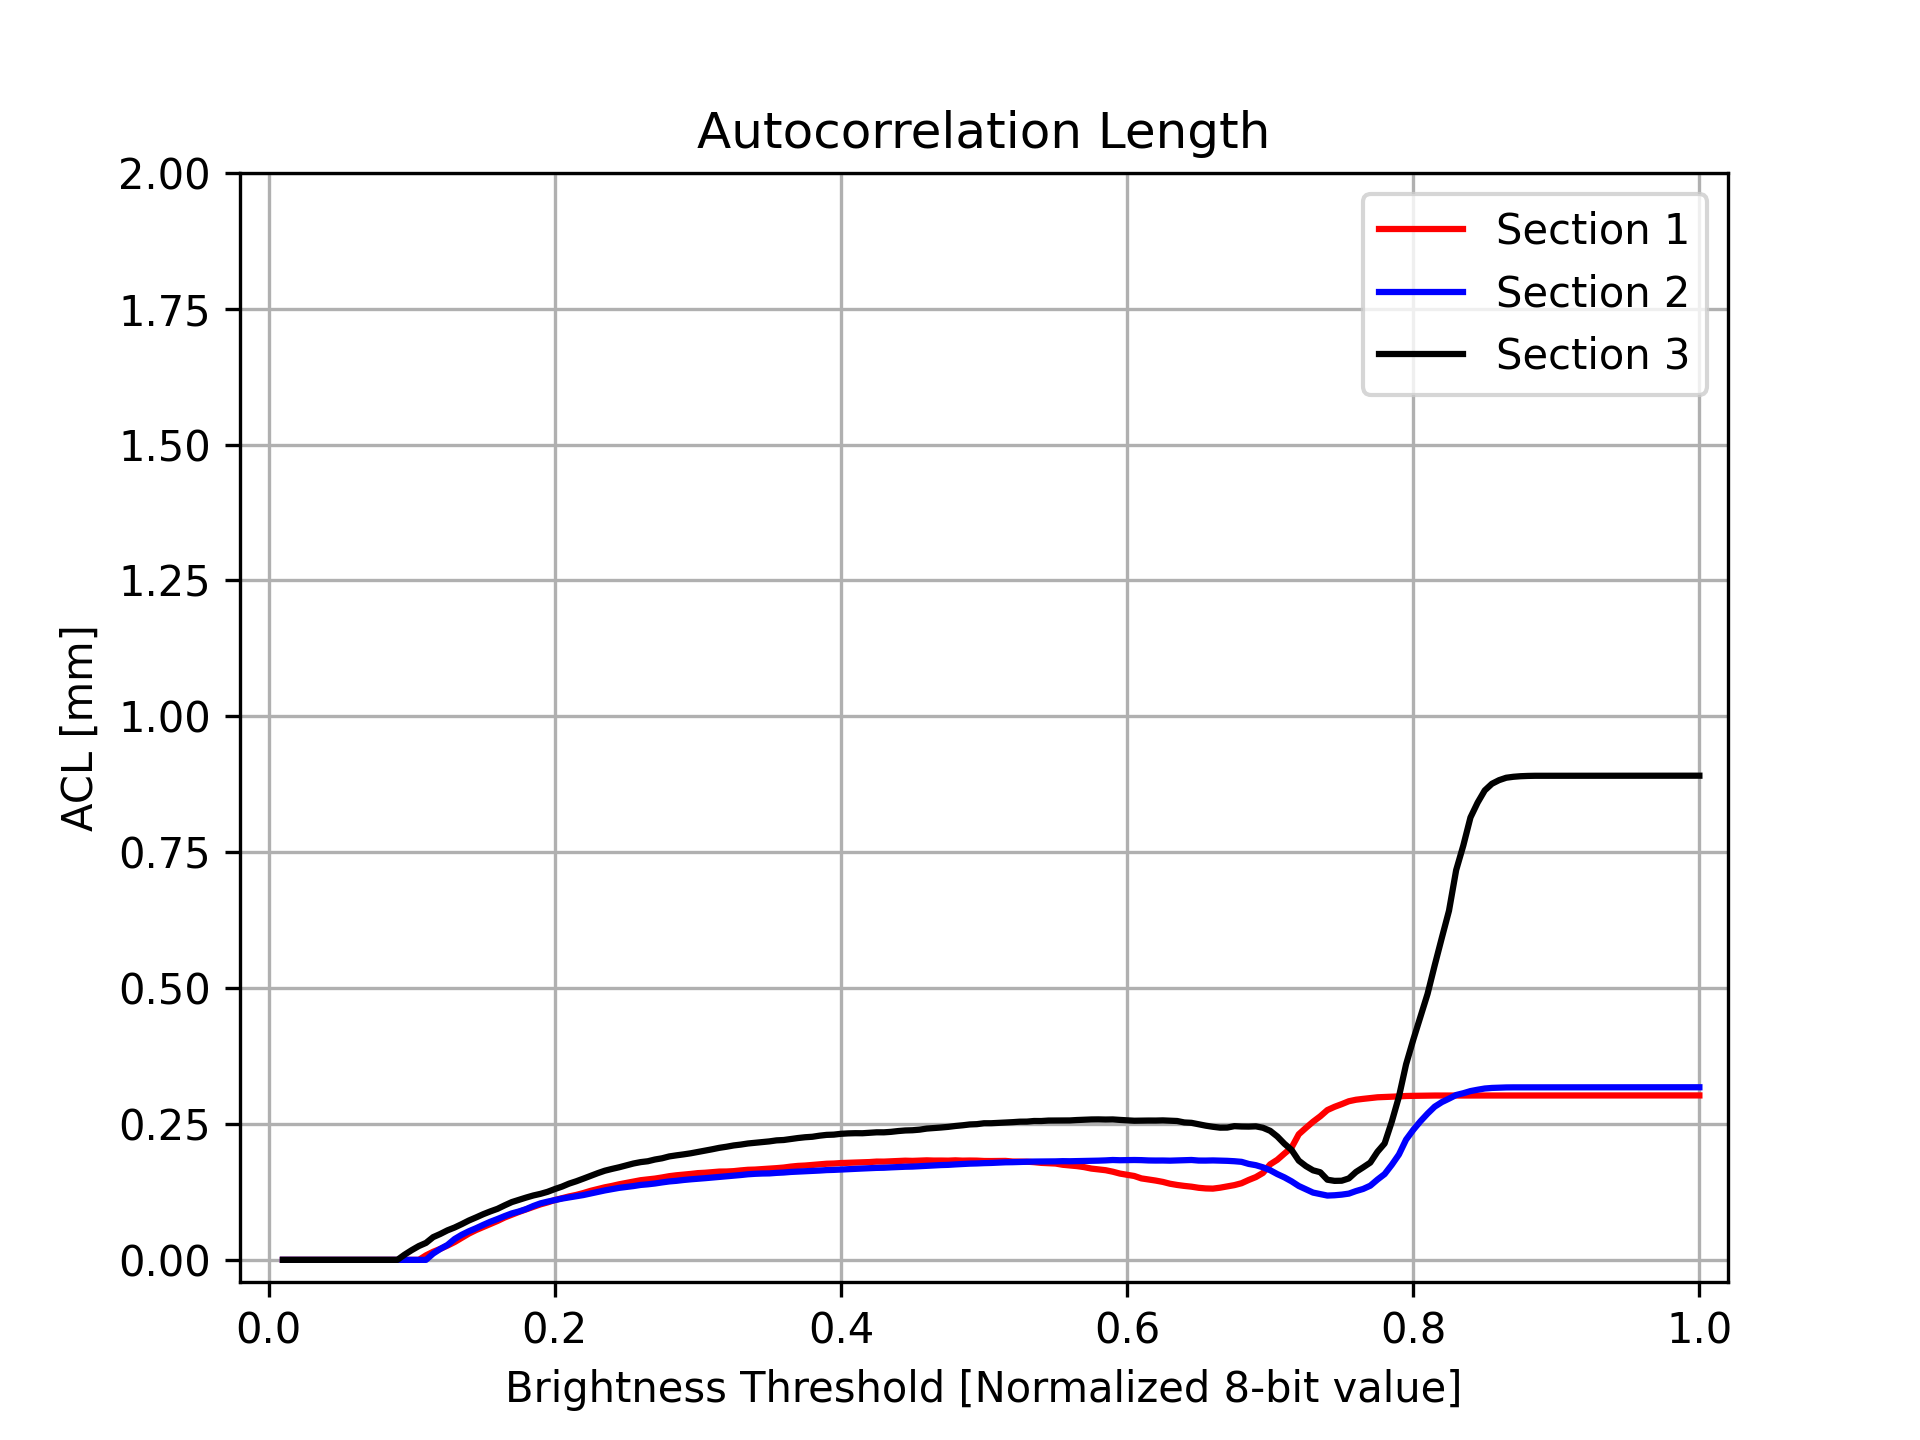 Autocorrelation Length
2.00
1.75
1.50
1.25
1.00
0.75
0.50
0.25
0.00
ACL [mm]
Section 1
Section 2
Section 3
0.0 0.2 0.4 0.6 0.8 1.0
Brightness Threshold [Normalized 8-bit value]